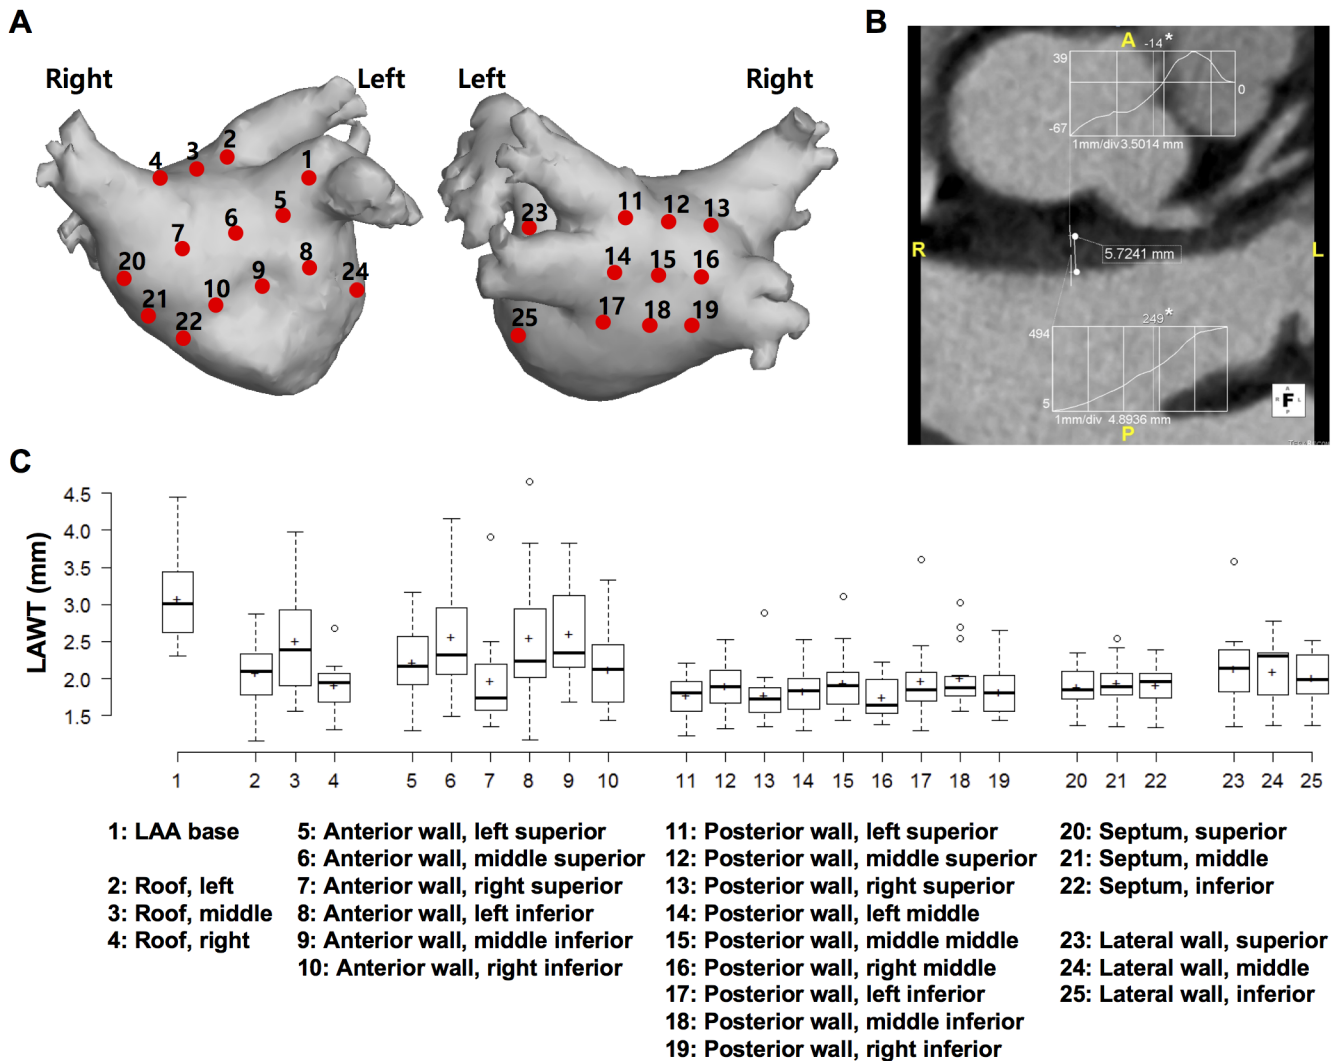 A
Right
Left
Left
Right
2
3
4
1
5
6
7
8
20
9
24
10
21
22
23
11
12
13
14
15
16
17
18
19
25
B
A
-14*
39
0
-67
1mm/div 3.5014 mm
R
5.7241 mm
L
249*
494
5
1mm/div 4.8936 mm
P
A
R F L
P
C
LAWT (mm)
4.5
4.0
3.5
3.0
2.5
2.0
1.5
1 2 3 4 5 6 7 8 9 10 11 12 13 14 15 16 17 18 19 20 21 22 23 24 25
1: LAA base
2: Roof, left
3: Roof, middle
4: Roof, right
5: Anterior wall, left superior
6: Anterior wall, middle superior
7: Anterior wall, right superior
8: Anterior wall, left inferior
9: Anterior wall, middle inferior
10: Anterior wall, right inferior
11: Posterior wall, left superior
12: Posterior wall, middle superior
13: Posterior wall, right superior
14: Posterior wall, left middle
15: Posterior wall, middle middle
16: Posterior wall, right middle
17: Posterior wall, left inferior
18: Posterior wall, middle inferior
19: Posterior wall, right inferior
20: Septum, superior
21: Septum, middle
22: Septum, inferior
23: Lateral wall, superior
24: Lateral wall, middle
25: Lateral wall, inferior